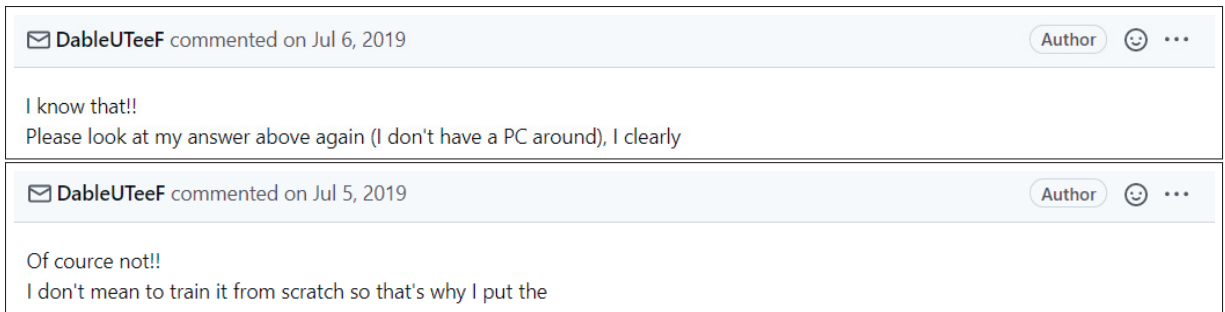 DableUTeeF commented on Jul 6, 2019 Author
I know that!!
Please look at my answer above again (I don't have a PC around), I clearly
DableUTeeF commented on Jul 5, 2019 Author
Of cource not!!
I don't mean to train it from scratch so that's why I put the